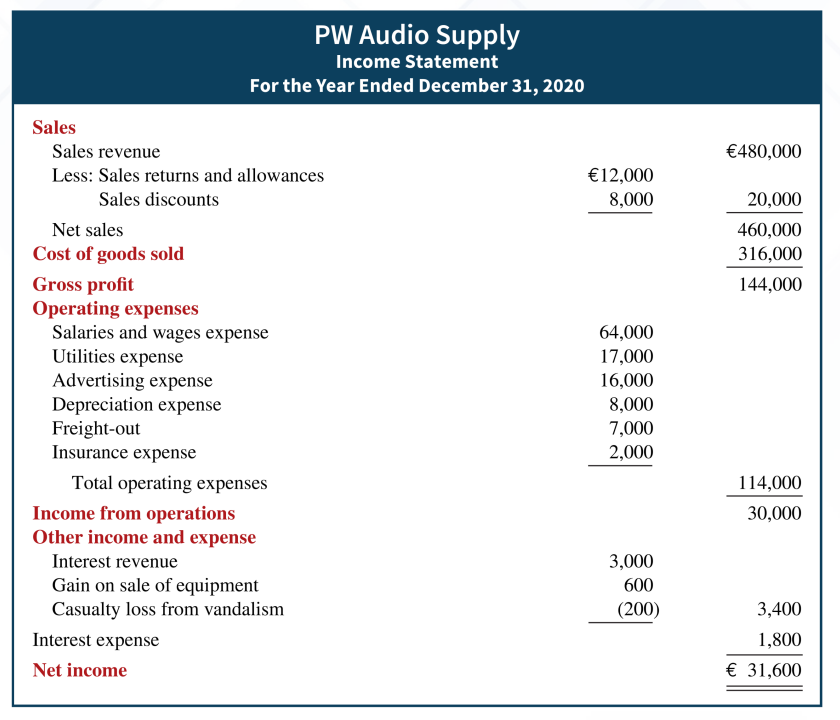 PW Audio Supply
Income Statement
For the Year Ended December 31, 2020
Sales
Sales revenue €480,000
Less: Sales returns and allowances €12,000
Sales discounts 8,000 20,000
Net sales 460,000
Cost of goods sold 316,000
Gross profit 144,000
Operating expenses
Salaries and wages expense 64,000
Utilities expense 17,000
Advertising expense 16,000
Depreciation expense 8,000
Freight-out 7,000
Insurance expense 2,000
Total operating expenses 114,000
Income from operations 30,000
Other income and expense
Interest revenue 3,000
Gain on sale of equipment 600
Casualty loss from vandalism (200) 3,400
Interest expense 1,800
Net income € 31,600